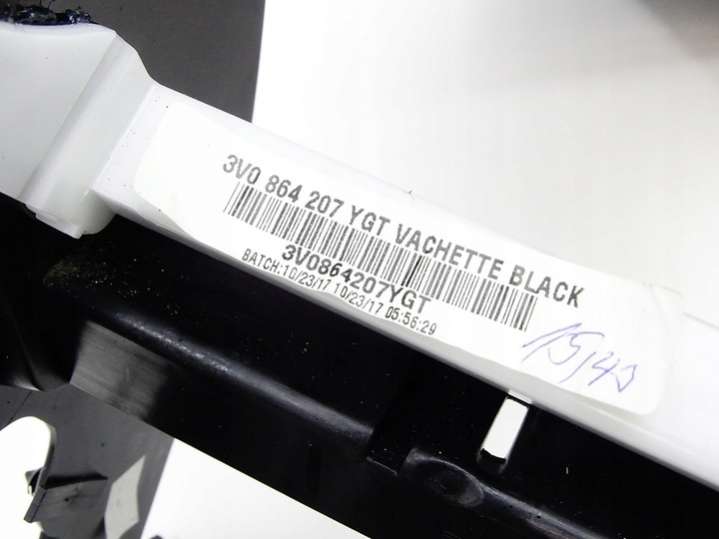 3V0 864 207 YGT VACHETTE BLACK
3V0864207YGT
BATCH:10/23/17 10/23/17 05:56:29